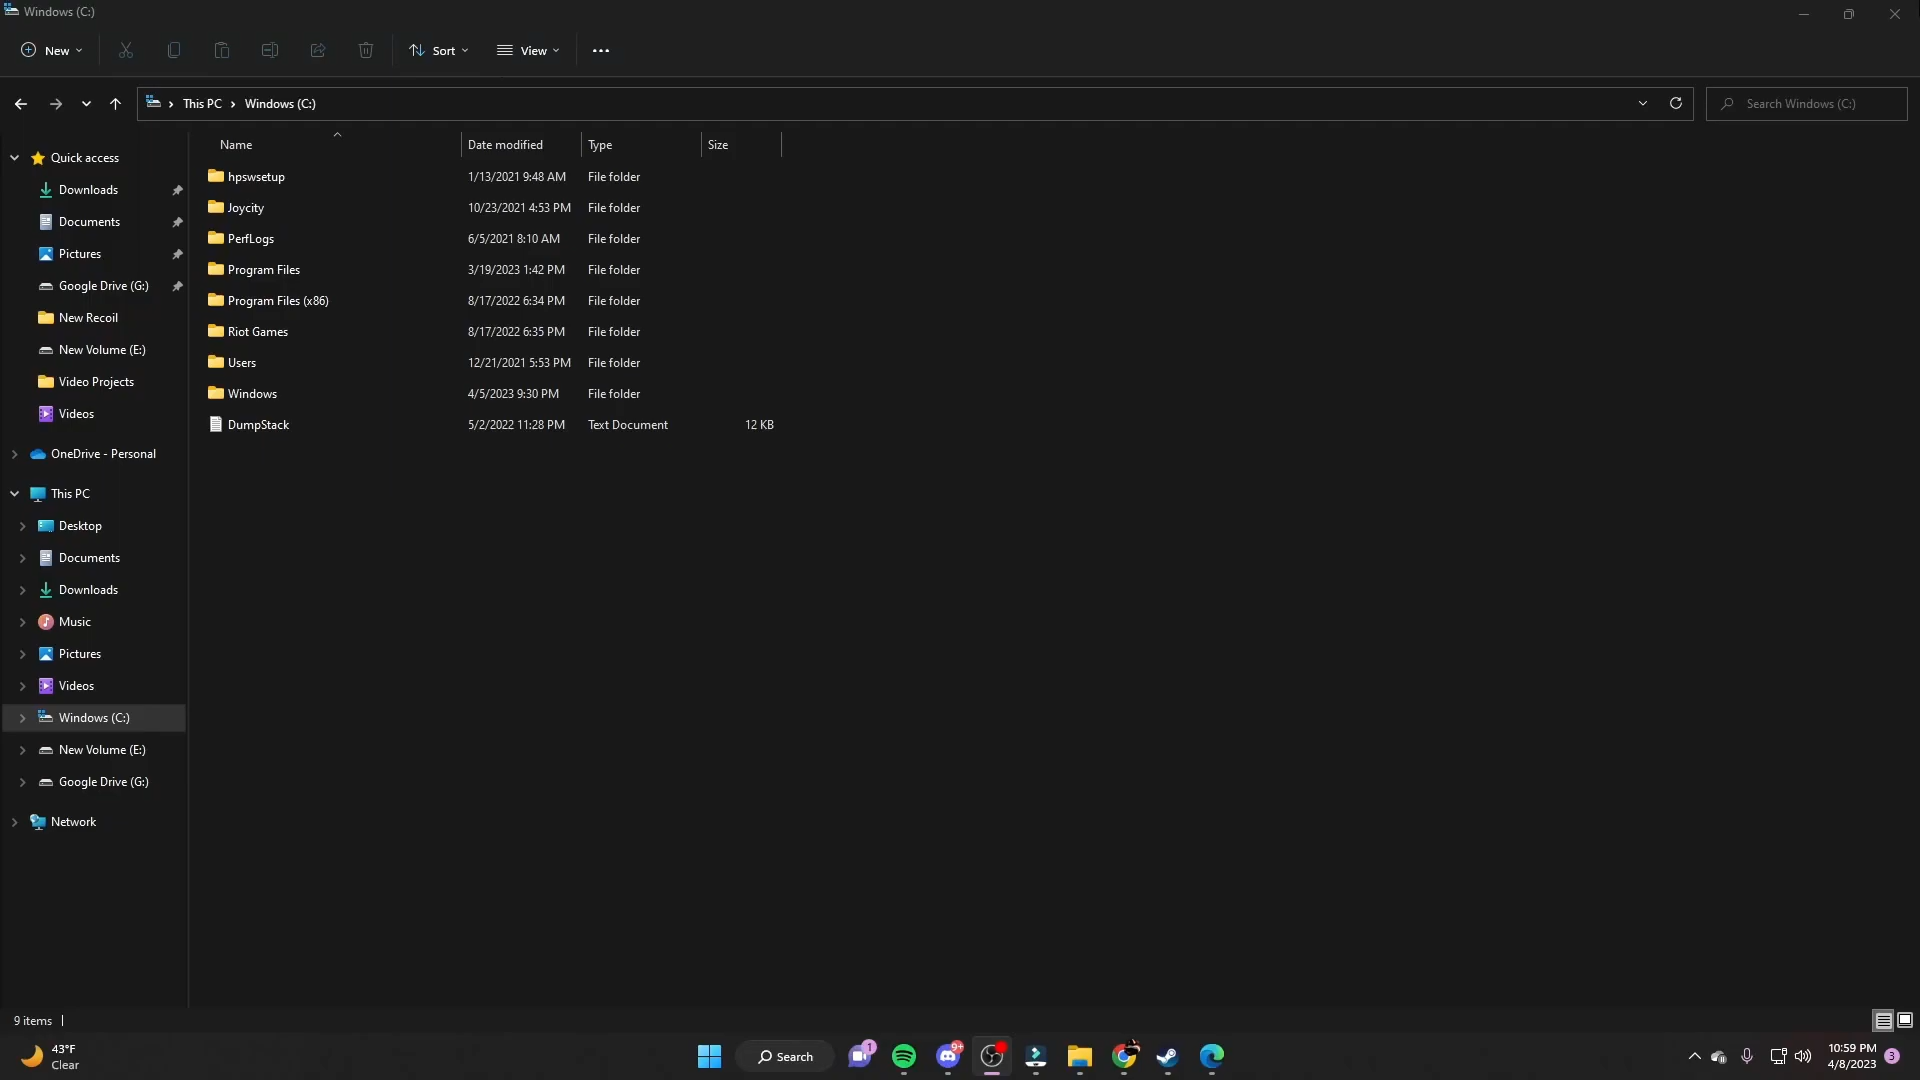 Windows (C:)
New
Sort
View
This PC
Windows (C:)
Search Windows (C:)
Name
Date modified
Type
Size
Quick access
Downloads
Documents
Pictures
Google Drive (G:)
New Recoil
New Volume (E:)
Video Projects
Videos
OneDrive - Personal
This PC
Desktop
Documents
Downloads
Music
Pictures
Videos
Windows (C:)
New Volume (E:)
Google Drive (G:)
Network
hpswsetup 1/13/2021 9:48 AM File folder
Joycity 10/23/2021 4:53 PM File folder
PerfLogs 6/5/2021 8:10 AM File folder
Program Files 3/19/2023 1:42 PM File folder
Program Files (x86) 8/17/2022 6:34 PM File folder
Riot Games 8/17/2022 6:35 PM File folder
Users 12/21/2021 5:53 PM File folder
Windows 4/5/2023 9:30 PM File folder
DumpStack 5/2/2022 11:28 PM Text Document 12 KB
9 items
43°F
Clear
Search
1
9+
10:59 PM
4/8/2023
3